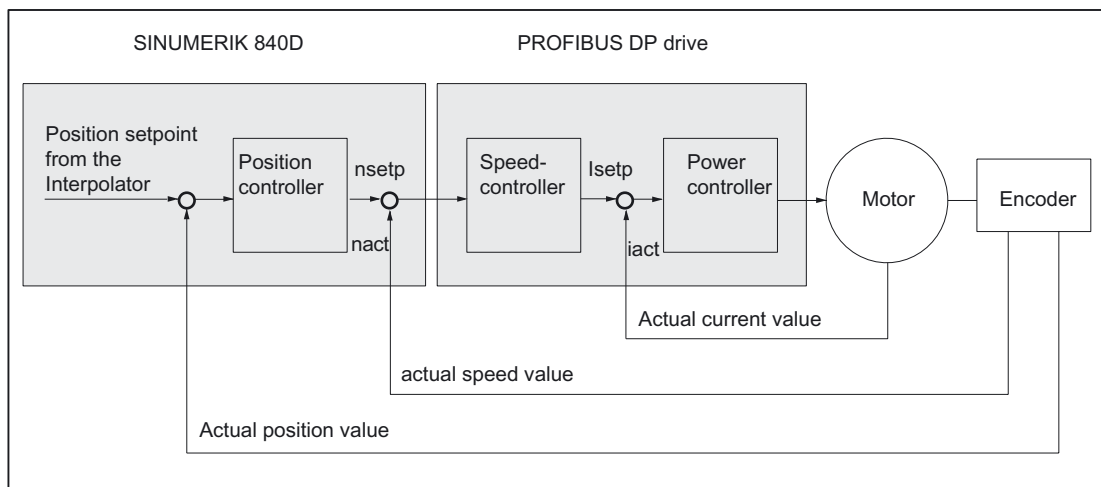 SINUMERIK 840D
PROFIBUS DP drive
Position setpoint
from the
Interpolator
Position
controller
nsetp
nact
Speed-
controller
Isetp
iact
Power
controller
Motor
Encoder
Actual current value
actual speed value
Actual position value